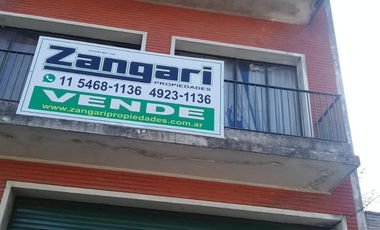 Zangari
PROPIEDADES
11 5468-1136 4923-1136
VENDE
www.zangaripropiedades.com.ar